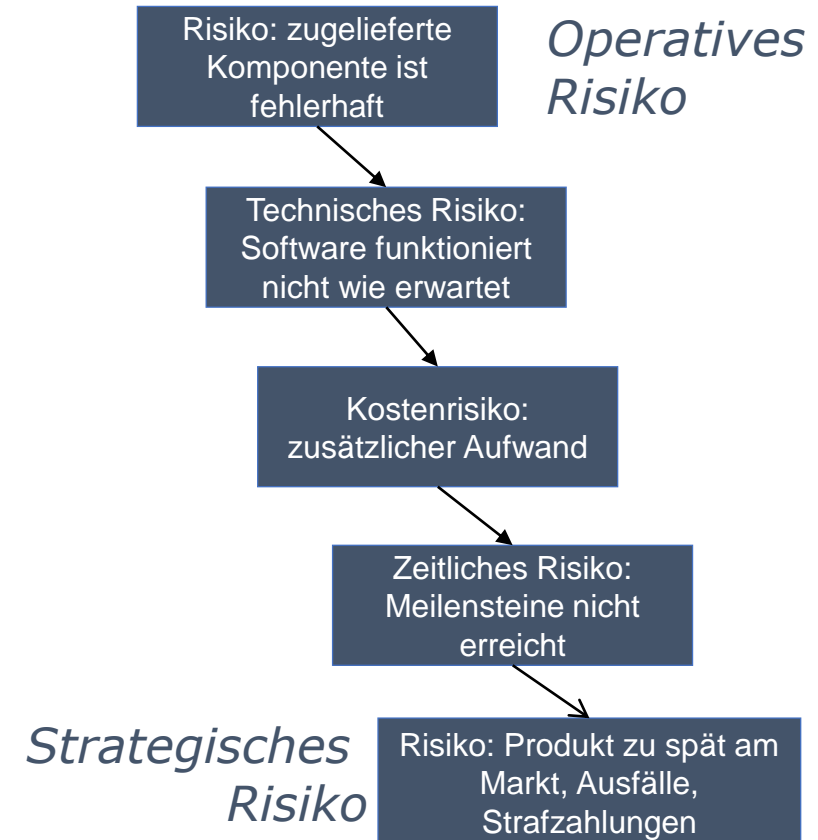 Risiko: zugelieferte
Komponente ist
fehlerhaft
Operatives
Risiko
Technisches Risiko:
Software funktioniert
nicht wie erwartet
Kostenrisiko:
zusätzlicher Aufwand
Zeitliches Risiko:
Meilensteine nicht
erreicht
Strategisches
Risiko
Risiko: Produkt zu spät am
Markt, Ausfälle,
Strafzahlungen